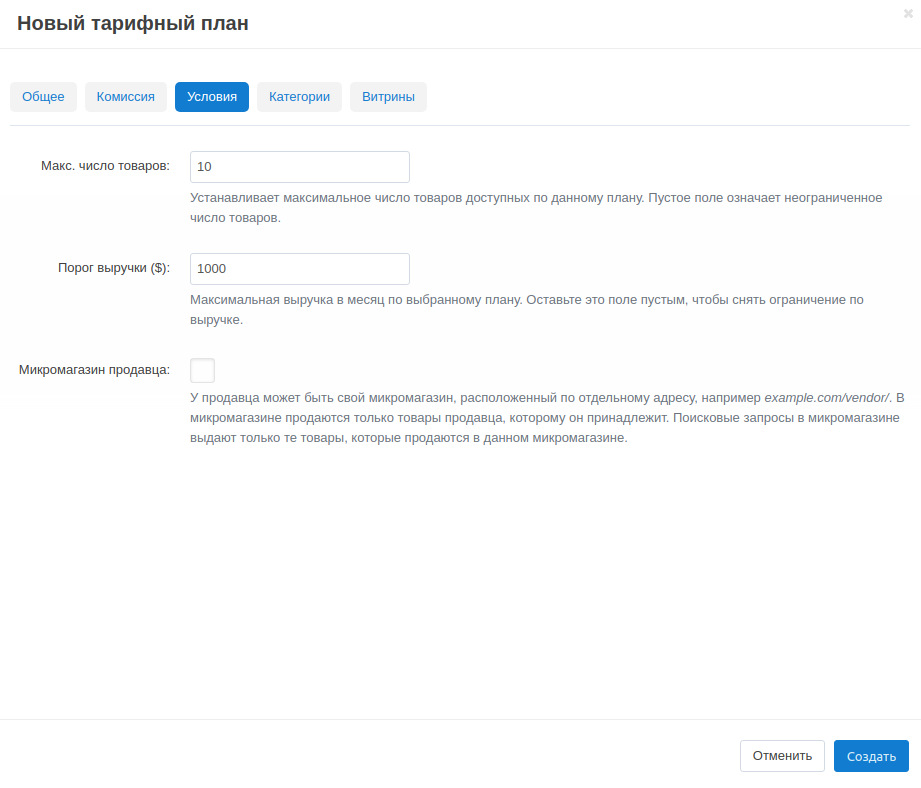 Новый тарифный план
Общее
Комиссия
Условия
Категории
Витрины
Макс. число товаров:
10
Устанавливает максимальное число товаров доступных по данному плану. Пустое поле означает неограниченное
число товаров.
Порог выручки ($):
1000
Максимальная выручка в месяц по выбранному плану. Оставьте это поле пустым, чтобы снять ограничение по
выручке.
Микромагазин продавца:
У продавца может быть свой микромагазин, расположенный по отдельному адресу, например example.com/vendor/. В
микромагазине продаются только товары продавца, которому он принадлежит. Поисковые запросы в микромагазине
выдают только те товары, которые продаются в данном микромагазине.
Отменить
Создать